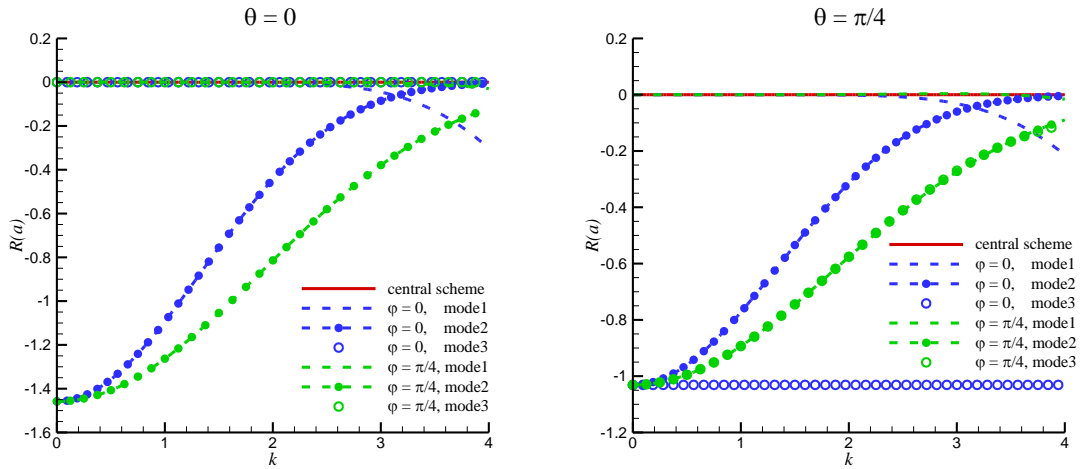 θ = 0
0.2
0
-0.2
-0.4
-0.6
-0.8
-1
-1.2
-1.4
-1.6
R(a)
0
1
2
3
4
k
central scheme
φ = 0, mode1
φ = 0, mode2
φ = 0, mode3
φ = π/4, mode1
φ = π/4, mode2
φ = π/4, mode3
θ = π/4
0.2
0
-0.2
-0.4
-0.6
-0.8
-1
-1.2
R(a)
0
1
2
3
4
k
central scheme
φ = 0, mode1
φ = 0, mode2
φ = 0, mode3
φ = π/4, mode1
φ = π/4, mode2
φ = π/4, mode3